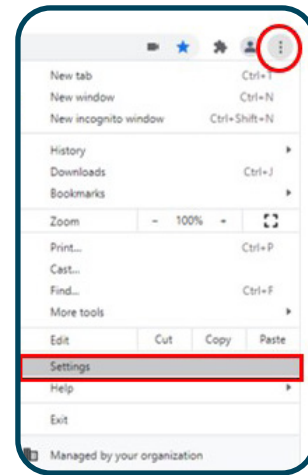 New tab Ctrl+T
New window Ctrl+N
New incognito window Ctrl+Shift+N
History
Downloads Ctrl+J
Bookmarks
Zoom - 100% +
Print... Ctrl+P
Cast...
Find... Ctrl+F
More tools
Edit Cut Copy Paste
Settings
Help
Exit
Managed by your organization